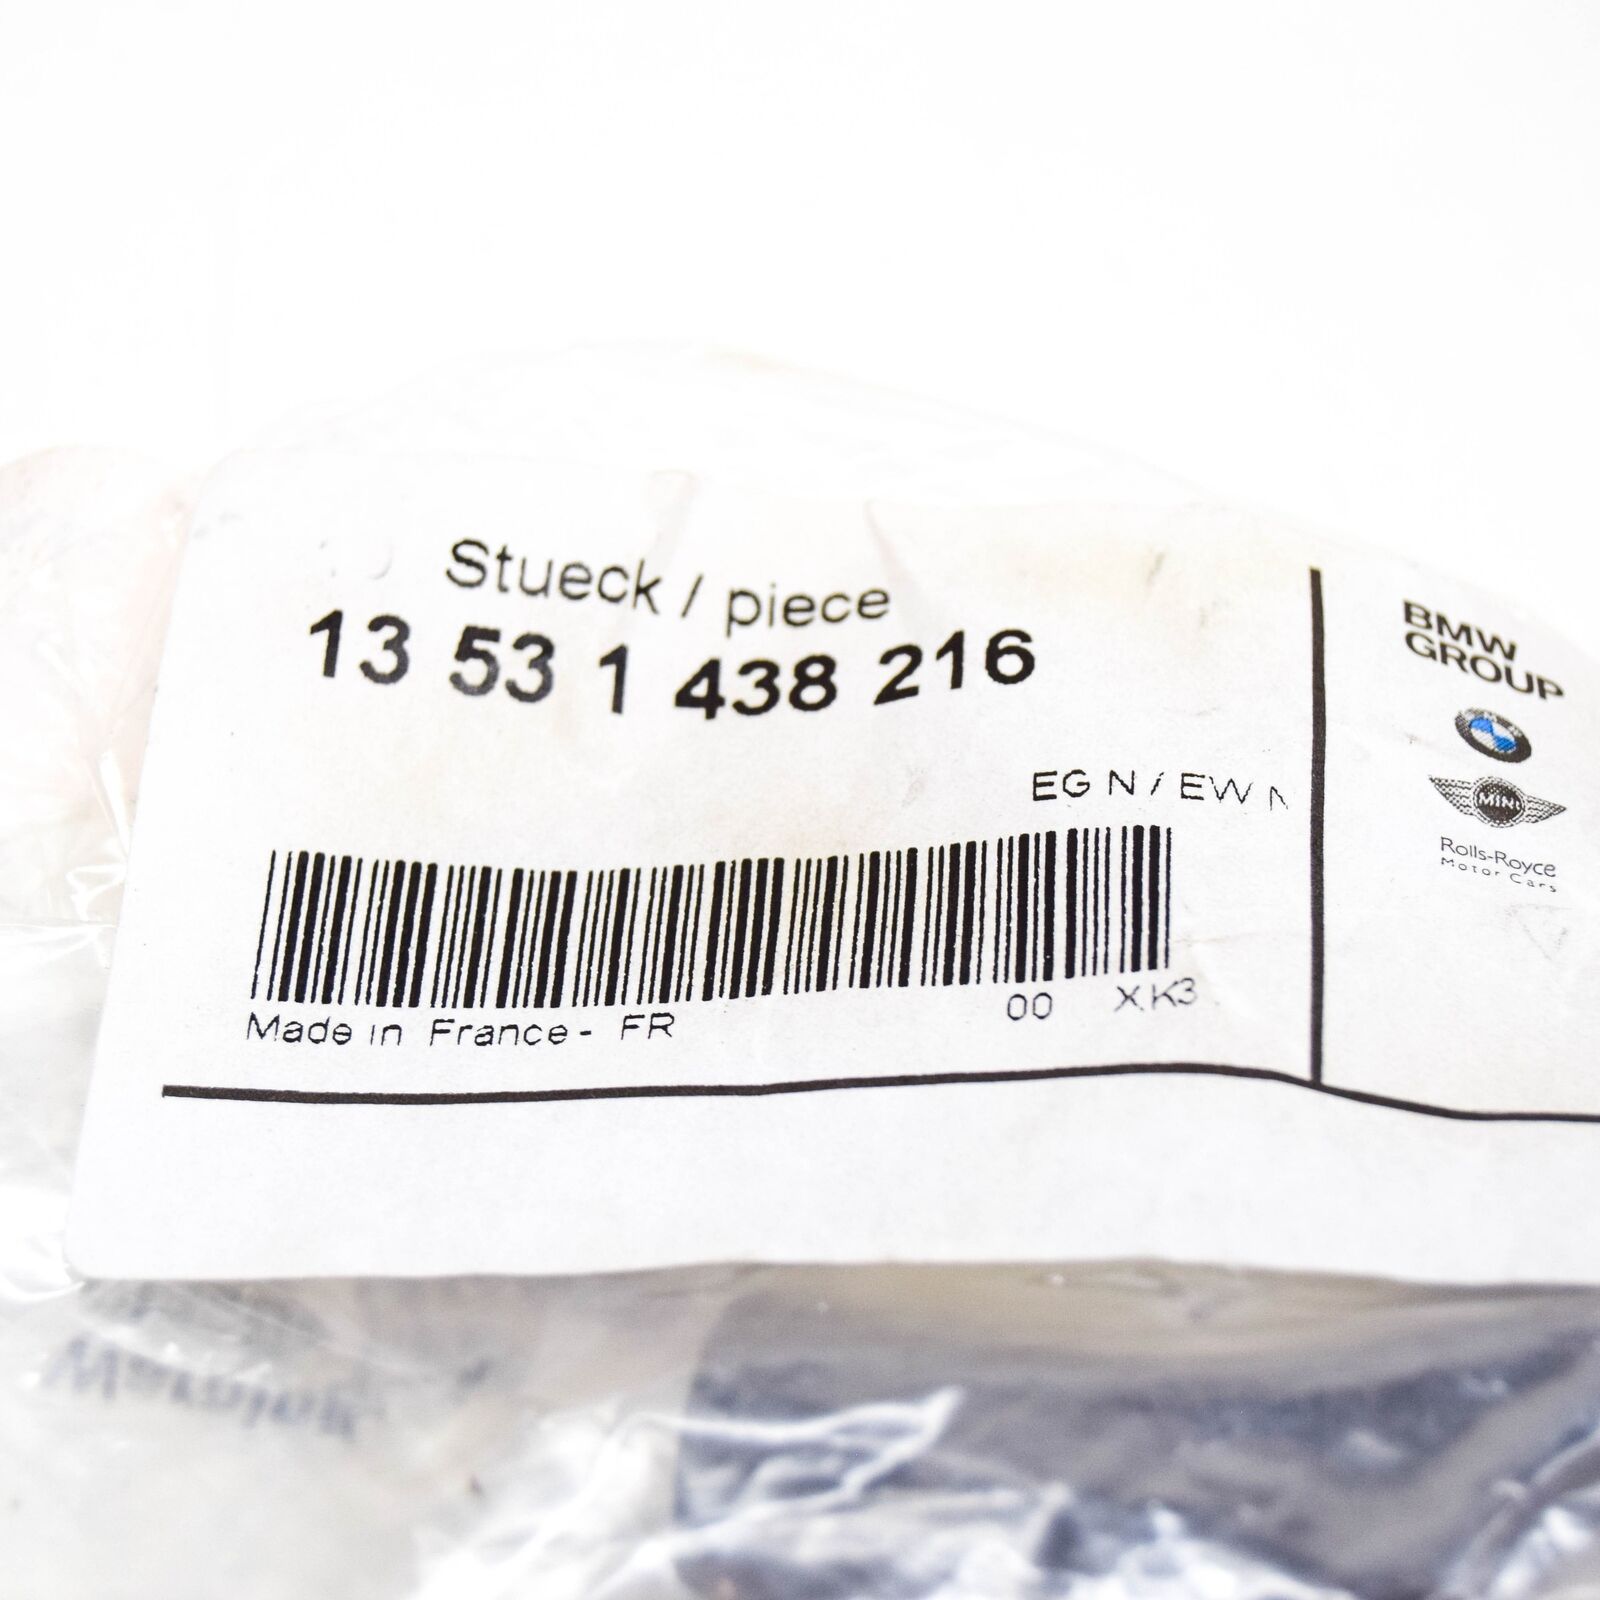 Stueck / piece
13 53 1 438 216
EG N / EW N
00 XK3
Made in France - FR
BMW
GROUP
MINI
Rolls-Royce
Motor Cars